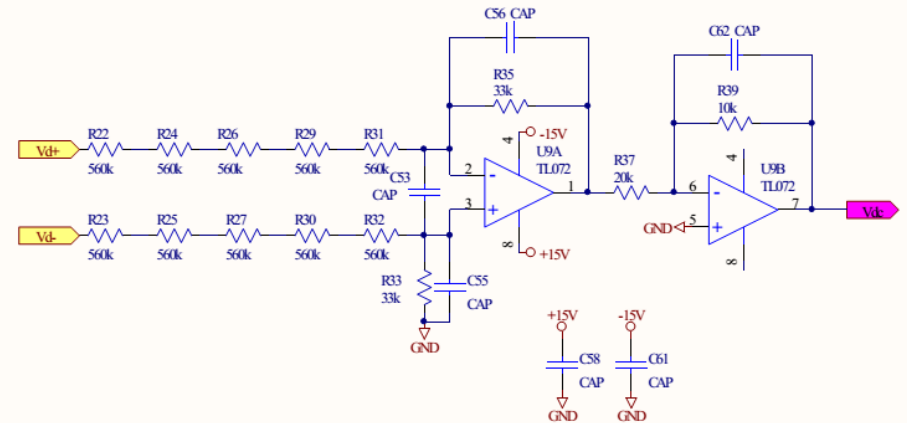 C56 CAP
C62 CAP
R35
33k
R39
10k
R22
R24
R26
R29
R31
4
-15V
U9A
TL072
R37
20k
4
U9B
TL072
Vd+
560k
560k
560k
560k
560k
C53
CAP
2
-
1
6
-
7
Vdc
3
+
GND
5
+
R23
R25
R27
R30
R32
Vd-
560k
560k
560k
560k
560k
8
+15V
8
R33
33k
C55
CAP
GND
+15V
-15V
C58
CAP
C61
CAP
GND
GND